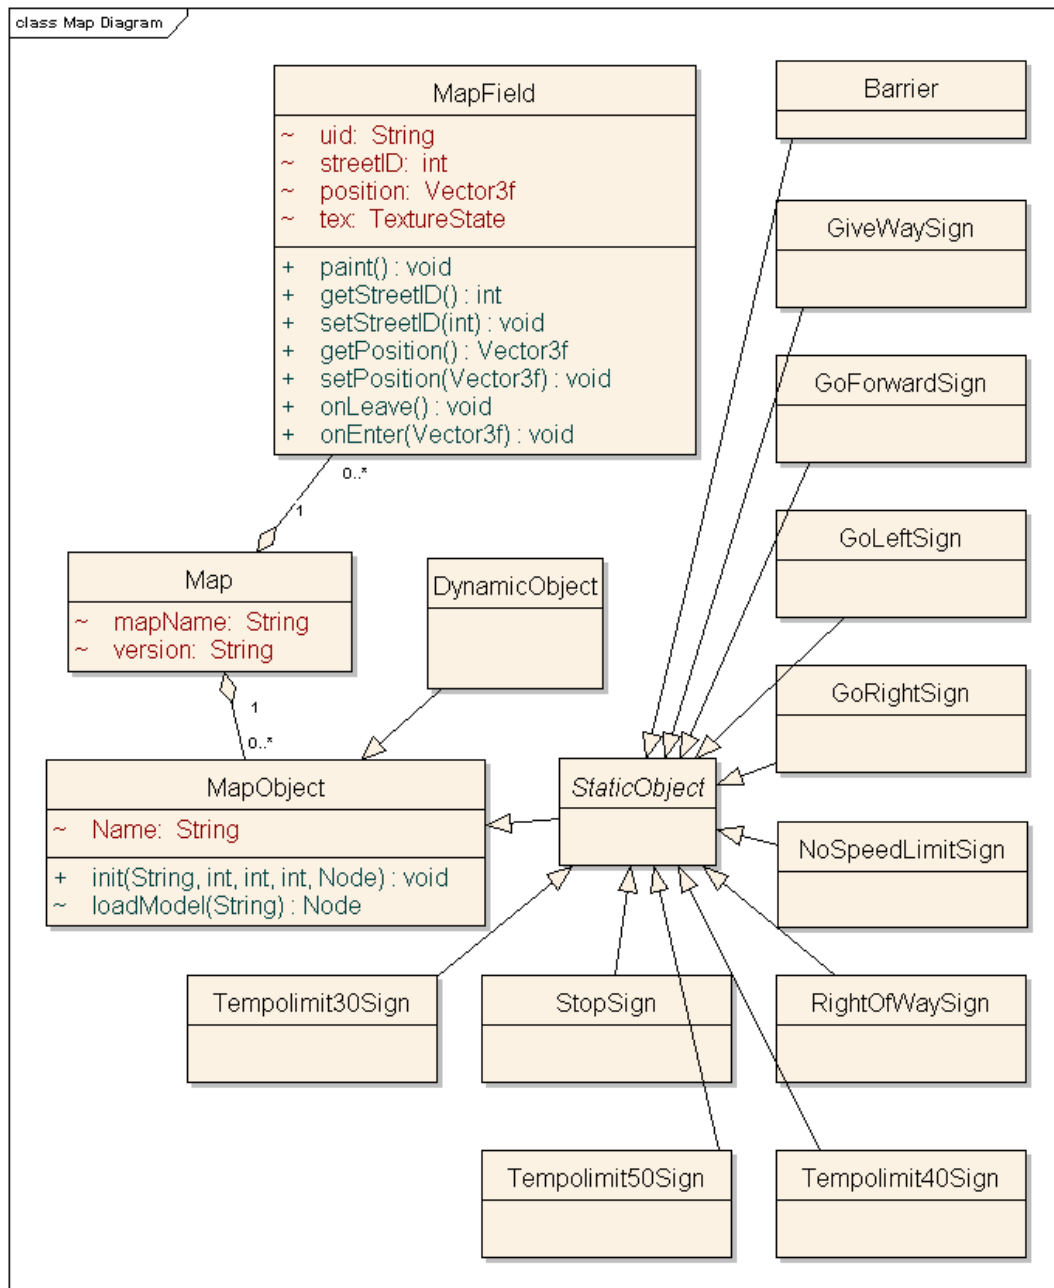 class Map Diagram
MapField
~ uid: String
~ streetID: int
~ position: Vector3f
~ tex: TextureState
+ paint() : void
+ getStreetID() : int
+ setStreetID(int) : void
+ getPosition() : Vector3f
+ setPosition(Vector3f) : void
+ onLeave() : void
+ onEnter(Vector3f) : void
Barrier
GiveWaySign
GoForwardSign
0..*
1
GoLeftSign
Map
~ mapName: String
~ version: String
DynamicObject
GoRightSign
1
0..*
MapObject
~ Name: String
+ init(String, int, int, int, Node) : void
~ loadModel(String) : Node
StaticObject
NoSpeedLimitSign
Tempolimit30Sign
StopSign
RightOfWaySign
Tempolimit50Sign
Tempolimit40Sign